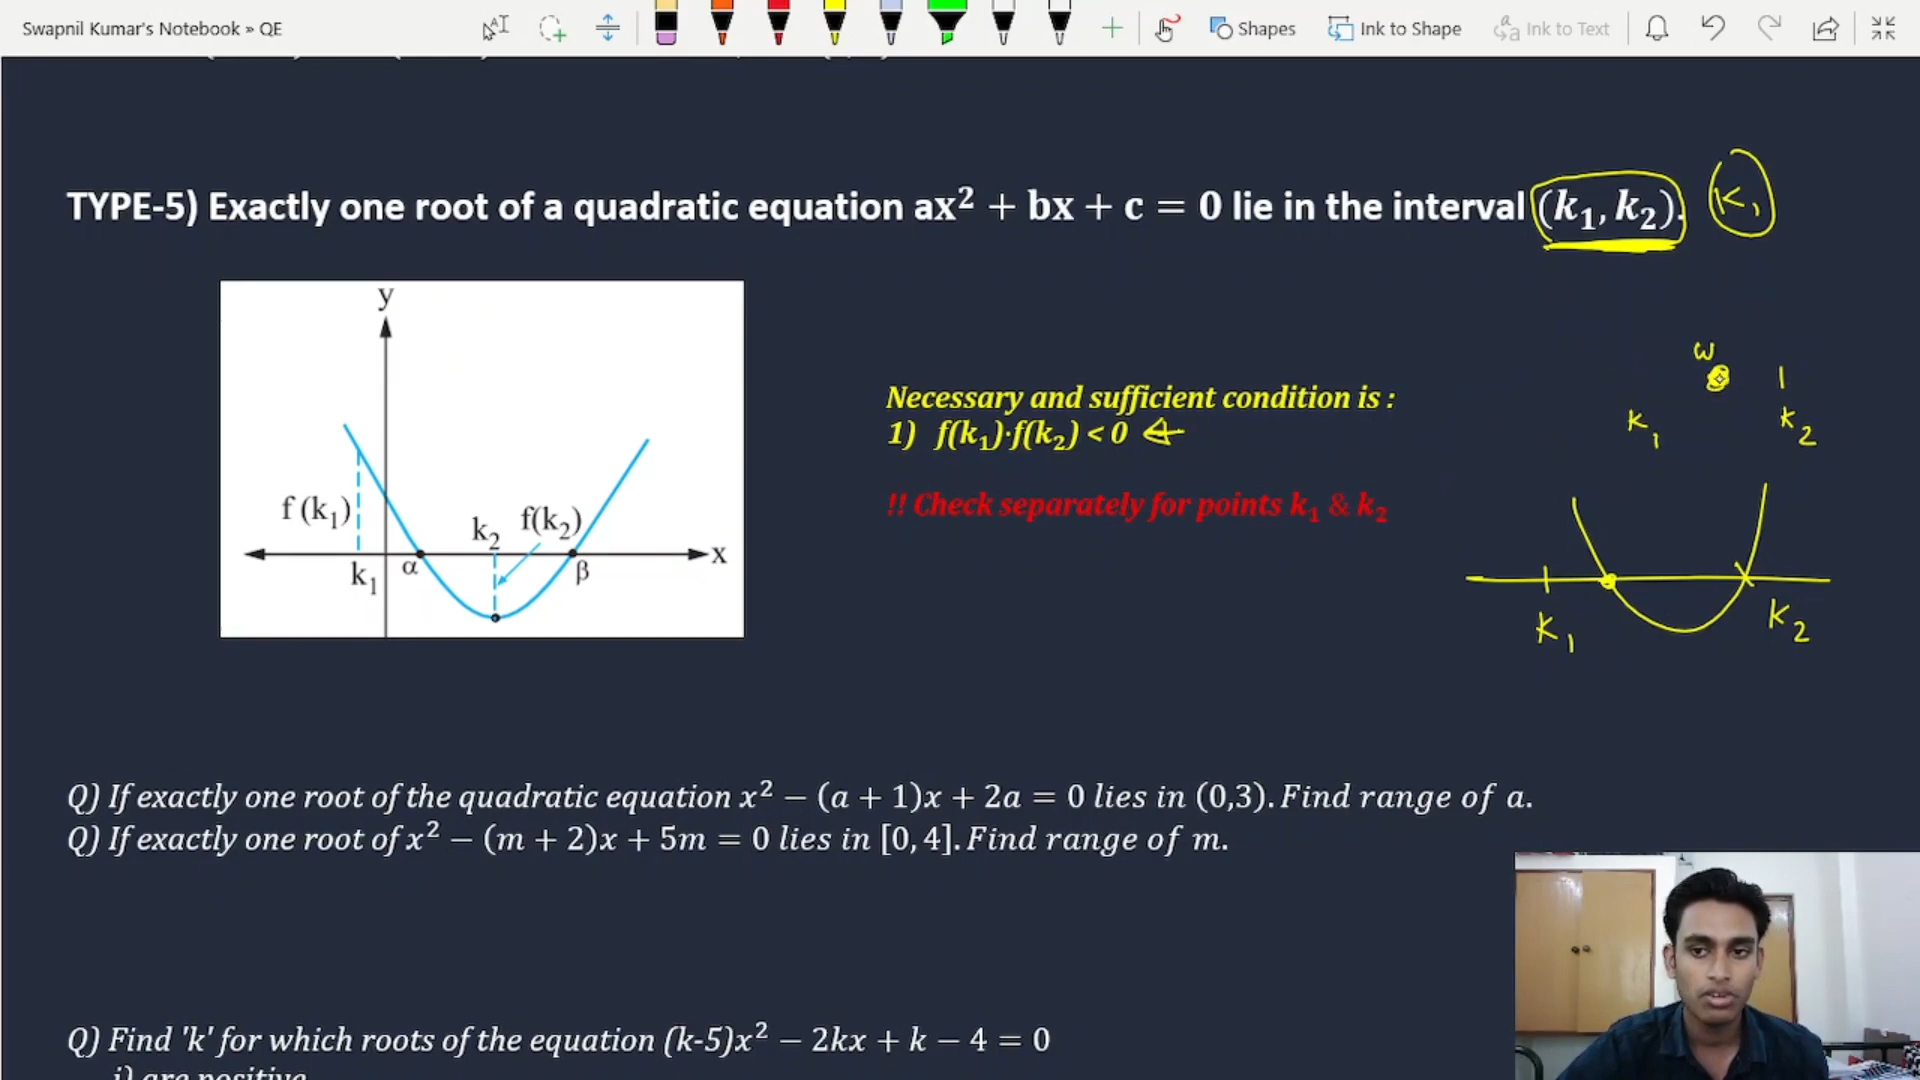 Swapnil Kumar's Notebook » QE
Shapes
Ink to Shape
Ink to Text
TYPE-5) Exactly one root of a quadratic equation ax² + bx + c = 0 lie in the interval (k₁, k₂).
K₁
y
f (k₁)
k₂
f(k₂)
x
k₁
α
β
Necessary and sufficient condition is :
1) f(k₁)·f(k₂) < 0
!! Check separately for points k₁ & k₂
k₁
k₂
K₁
K₂
Q) If exactly one root of the quadratic equation x² − (a + 1)x + 2a = 0 lies in (0,3). Find range of a.
Q) If exactly one root of x² − (m + 2)x + 5m = 0 lies in [0, 4]. Find range of m.
Q) Find 'k' for which roots of the equation (k-5)x² − 2kx + k − 4 = 0
i) are positive